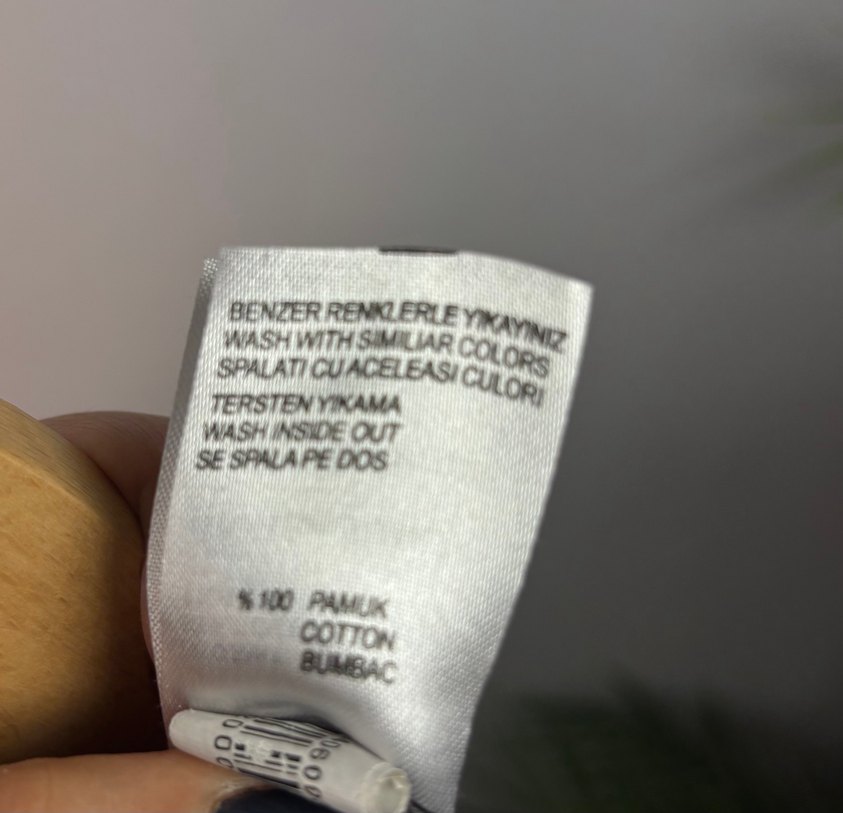 BENZER RENKLERLE YIKAYINIZ
WASH WITH SIMILIAR COLORS
SPALATI CU ACELEASI CULORI
TERSTEN YIKAMA
WASH INSIDE OUT
SE SPALA PE DOS
% 100 PAMUK
COTTON
BUMBAC